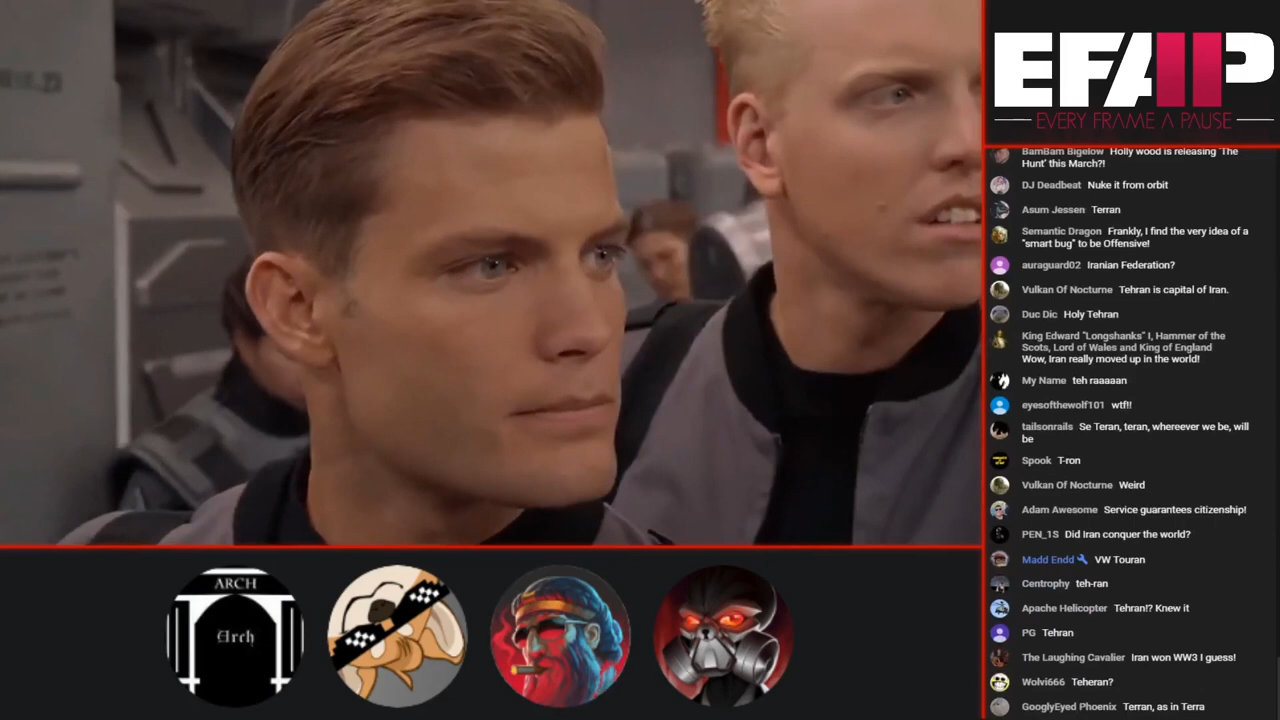 EFAP
EVERY FRAME A PAUSE
BamBam Bigelow Holly wood is releasing 'The
Hunt' this March?!
DJ Deadbeat Nuke it from orbit
Asum Jessen Terran
Semantic Dragon Frankly, I find the very idea of a
"smart bug" to be Offensive!
auraguard02 Iranian Federation?
Vulkan Of Nocturne Tehran is capital of Iran.
Duc Dic Holy Tehran
King Edward "Longshanks" I, Hammer of the
Scots, Lord of Wales and King of England
Wow, Iran really moved up in the world!
My Name teh raaaaan
eyesofthewolf101 wtf!!
tailsonrails Se Teran, teran, whereever we be, will
be
Spook T-ron
Vulkan Of Nocturne Weird
Adam Awesome Service guarantees citizenship!
PEN_1S Did Iran conquer the world?
Madd Endd VW Touran
Centrophy teh-ran
Apache Helicopter Tehran!? Knew it
PG Tehran
The Laughing Cavalier Iran won WW3 I guess!
Wolvi666 Teheran?
GooglyEyed Phoenix Terran, as in Terra
ARCH
Arch